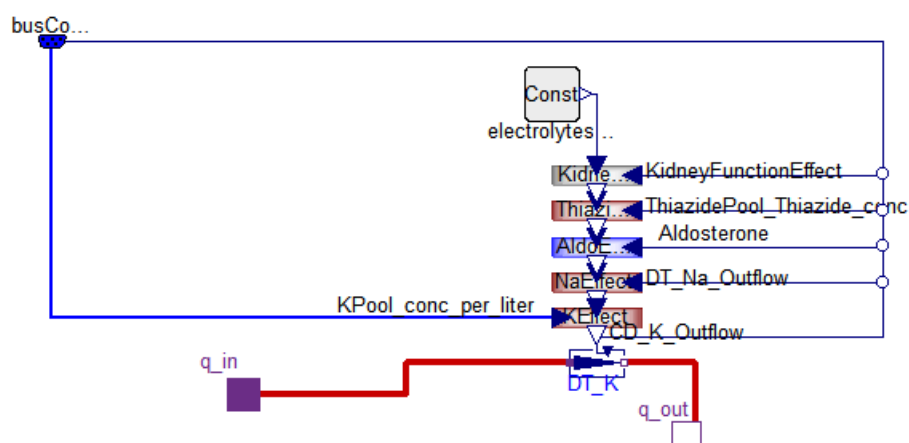 busCo...
Const
electrolytes...
Kidne...
KidneyFunctionEffect
Thiazi...
ThiazidePool_Thiazide_conc
Aldosterone
AldoE...
NaEffect
DT_Na_Outflow
KPool_conc_per_liter
KEffect
CD_K_Outflow
q_in
DT_K
q_out